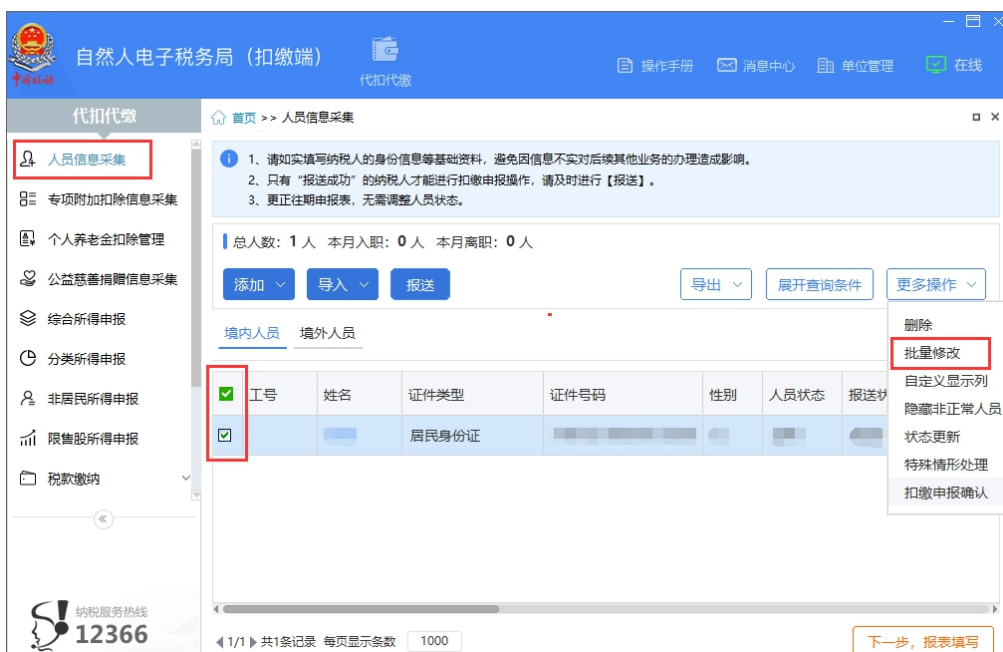 中国税务
自然人电子税务局（扣缴端）
代扣代缴
操作手册
消息中心
单位管理
在线
代扣代缴
人员信息采集
专项附加扣除信息采集
个人养老金扣除管理
公益慈善捐赠信息采集
综合所得申报
分类所得申报
非居民所得申报
限售股所得申报
税款缴纳
纳税服务热线
12366
首页 >> 人员信息采集
1、请如实填写纳税人的身份信息等基础资料，避免因信息不实对后续其他业务的办理造成影响。
2、只有“报送成功”的纳税人才能进行扣缴申报操作，请及时进行【报送】。
3、更正往期申报表，无需调整人员状态。
总人数：1 人 本月入职：0 人 本月离职：0 人
添加
导入
报送
导出
展开查询条件
更多操作
境内人员
境外人员
删除
批量修改
自定义显示列
隐藏非正常人员
状态更新
特殊情形处理
扣缴申报确认
工号 姓名 证件类型 证件号码 性别 人员状态 报送
居民身份证
1/1 共1条记录 每页显示条数 1000
下一步，报表填写